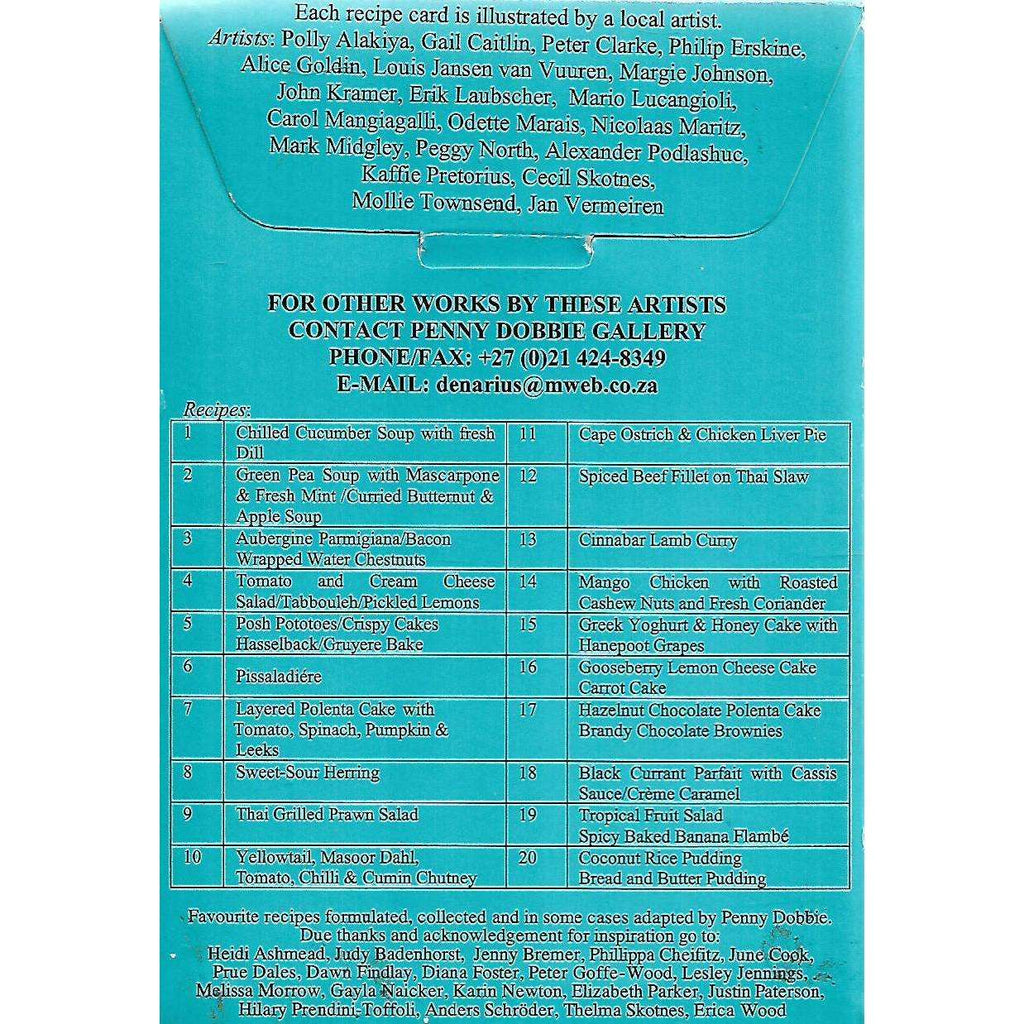 Each recipe card is illustrated by a local artist.
Artists: Polly Alakiya, Gail Caitlin, Peter Clarke, Philip Erskine,
Alice Goldin, Louis Jansen van Vuuren, Margie Johnson,
John Kramer, Erik Laubscher, Mario Lucangioli,
Carol Mangiagalli, Odette Marais, Nicolaas Maritz,
Mark Midgley, Peggy North, Alexander Podlashuc,
Kaffie Pretorius, Cecil Skotnes,
Mollie Townsend, Jan Vermeiren
FOR OTHER WORKS BY THESE ARTISTS
CONTACT PENNY DOBBIE GALLERY
PHONE/FAX: +27 (0)21 424-8349
E-MAIL: denarius@mweb.co.za
Recipes:
1 Chilled Cucumber Soup with fresh
Dill
2 Green Pea Soup with Mascarpone
& Fresh Mint /Curried Butternut &
Apple Soup
3 Aubergine Parmigiana/Bacon
Wrapped Water Chestnuts
4 Tomato and Cream Cheese
Salad/Tabbouleh/Pickled Lemons
5 Posh Pototoes/Crispy Cakes
Hasselback/Gruyere Bake
6 Pissaladiére
7 Layered Polenta Cake with
Tomato, Spinach, Pumpkin &
Leeks
8 Sweet-Sour Herring
9 Thai Grilled Prawn Salad
10 Yellowtail, Masoor Dahl,
Tomato, Chilli & Cumin Chutney
11 Cape Ostrich & Chicken Liver Pie
12 Spiced Beef Fillet on Thai Slaw
13 Cinnabar Lamb Curry
14 Mango Chicken with Roasted
Cashew Nuts and Fresh Coriander
15 Greek Yoghurt & Honey Cake with
Hanepoot Grapes
16 Gooseberry Lemon Cheese Cake
Carrot Cake
17 Hazelnut Chocolate Polenta Cake
Brandy Chocolate Brownies
18 Black Currant Parfait with Cassis
Sauce/Crème Caramel
19 Tropical Fruit Salad
Spicy Baked Banana Flambé
20 Coconut Rice Pudding
Bread and Butter Pudding
Favourite recipes formulated, collected and in some cases adapted by Penny Dobbie.
Due thanks and acknowledgement for inspiration go to:
Heidi Ashmead, Judy Badenhorst, Jenny Bremer, Phillippa Cheifitz, June Cook,
Prue Dales, Dawn Findlay, Diana Foster, Peter Goffe-Wood, Lesley Jennings,
Melissa Morrow, Gayla Naicker, Karin Newton, Elizabeth Parker, Justin Paterson,
Hilary Prendini-Toffoli, Anders Schröder, Thelma Skotnes, Erica Wood